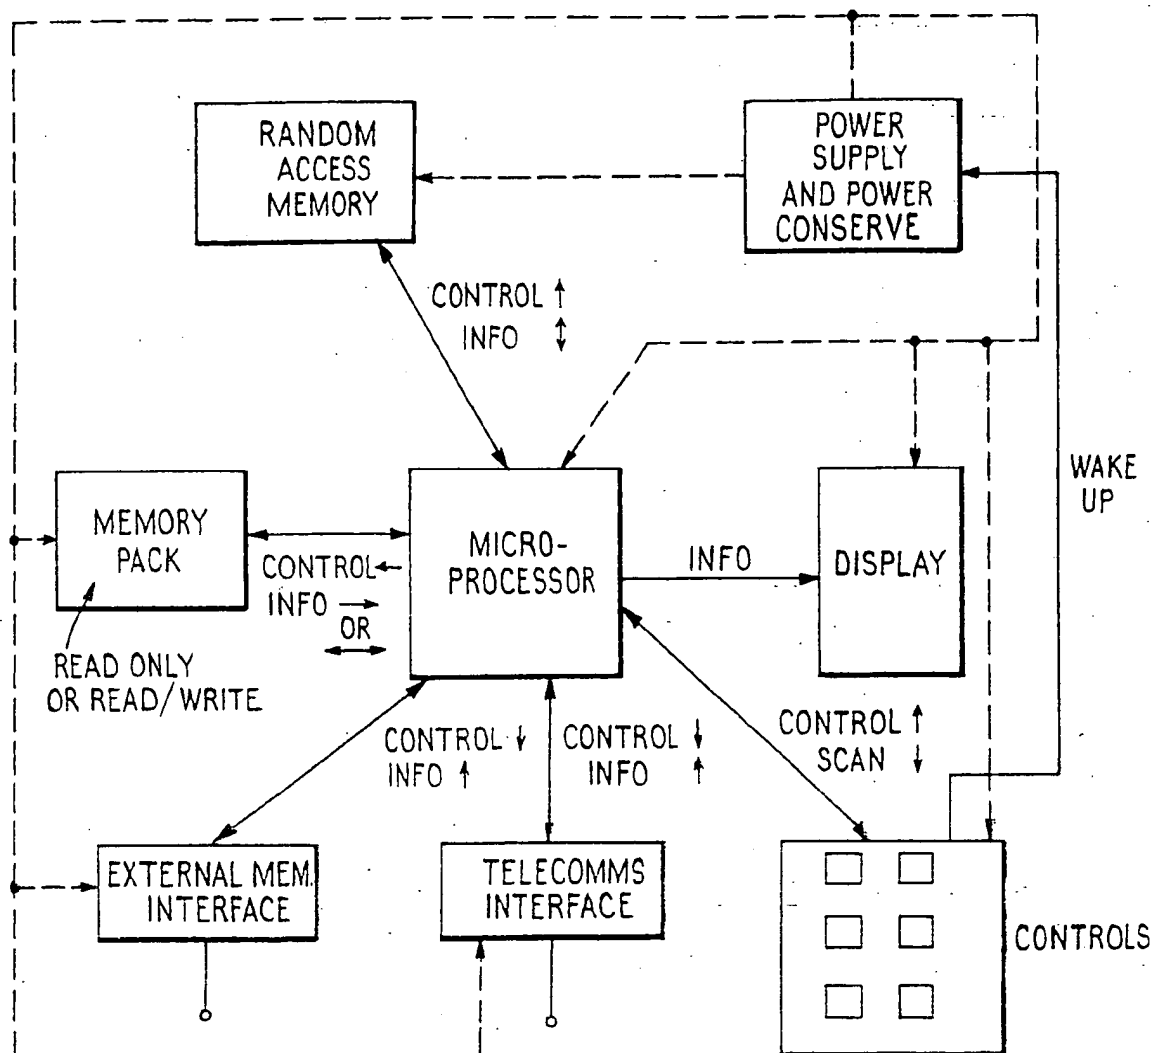 RANDOM
ACCESS
MEMORY
POWER
SUPPLY
AND POWER
CONSERVE
CONTROL ↑
INFO ↕
WAKE
UP
MEMORY
PACK
CONTROL ←
INFO →
OR
↔
MICRO-
PROCESSOR
INFO
DISPLAY
READ ONLY
OR READ/WRITE
CONTROL ↓
INFO ↑
CONTROL ↓
INFO ↑
CONTROL ↑
SCAN ↓
EXTERNAL MEM.
INTERFACE
TELECOMMS
INTERFACE
CONTROLS